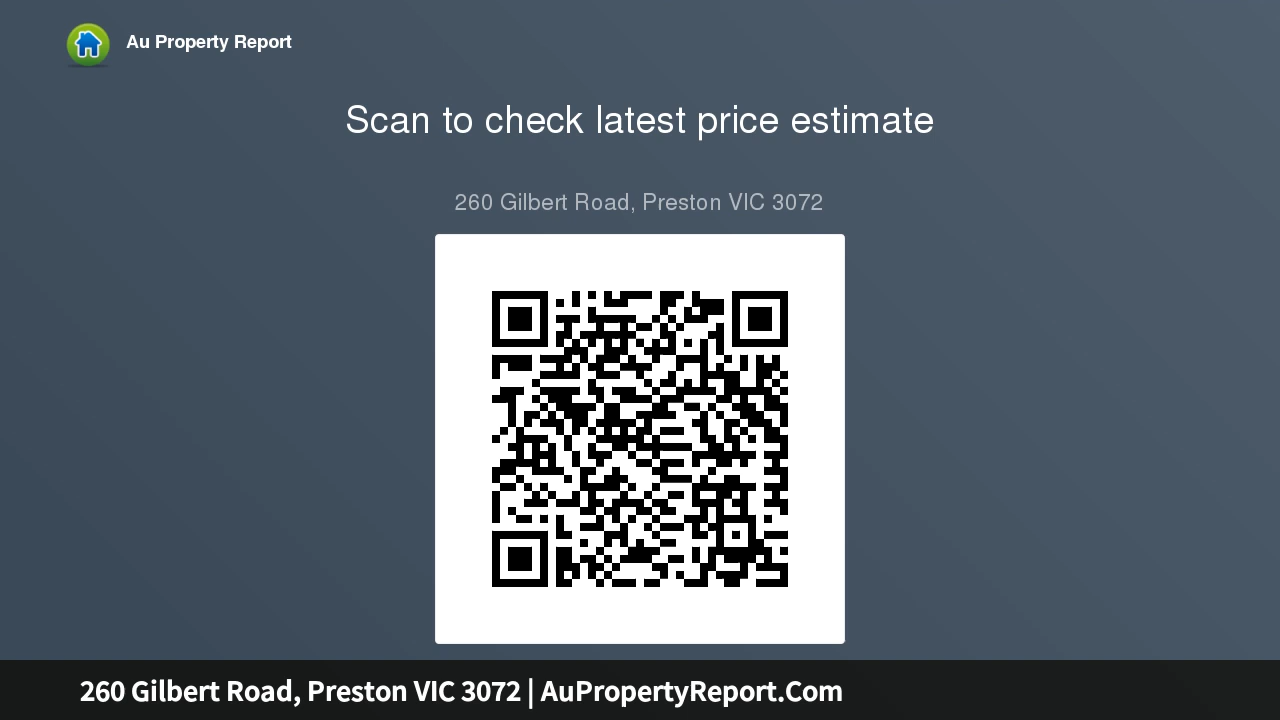 Au Property Report
Scan to check latest price estimate
260 Gilbert Road, Preston VIC 3072
260 Gilbert Road, Preston VIC 3072 | AuPropertyReport.Com